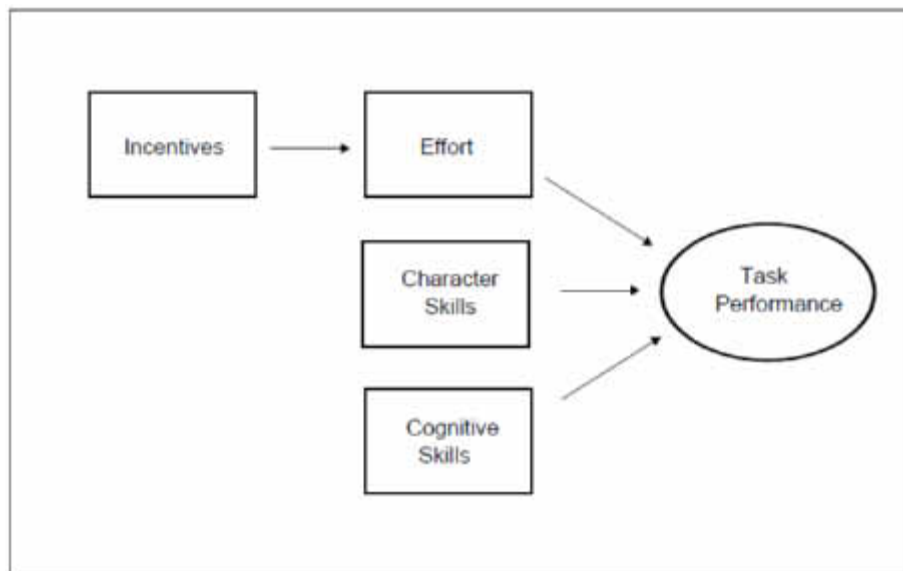 Incentives
Effort
Character
Skills
Task
Performance
Cognitive
Skills